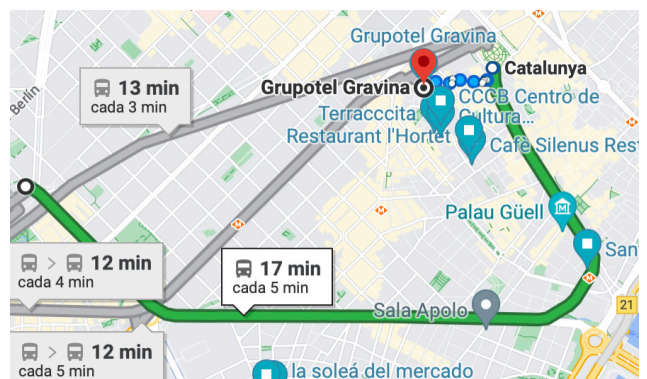 Grupotel Gravina
Catalunya
13 min
cada 3 min
Grupotel Gravina
CCCB Centro de
Cultura...
Terracccita
Restaurant l'Hortet
Cafè Silenus Rest
Berlín
Palau Güell
San
> 12 min
cada 4 min
17 min
cada 5 min
Sala Apolo
21
> 12 min
cada 5 min
la soleá del mercado